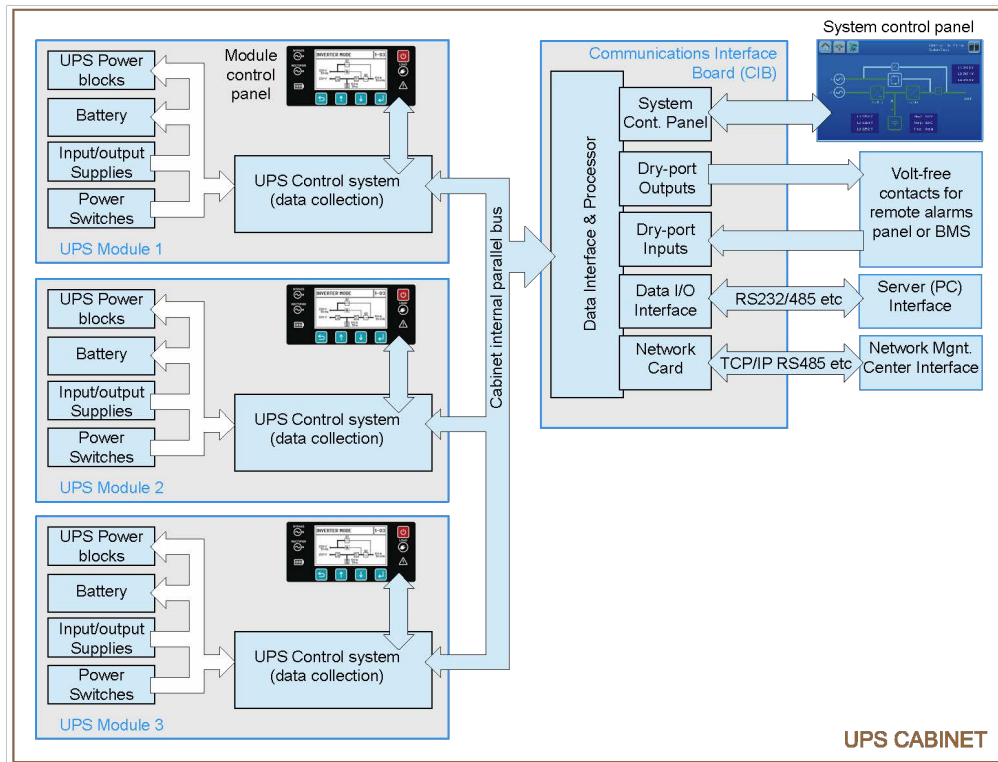 UPS Power
blocks
Battery
Input/output
Supplies
Power
Switches
UPS Module 1
Module
control
panel
INVERTER MODE
UPS Control system
(data collection)
UPS Power
blocks
Battery
Input/output
Supplies
Power
Switches
UPS Module 2
INVERTER MODE
UPS Control system
(data collection)
UPS Power
blocks
Battery
Input/output
Supplies
Power
Switches
UPS Module 3
INVERTER MODE
UPS Control system
(data collection)
Cabinet internal parallel bus
Communications Interface
Board (CIB)
Data Interface & Processor
System
Cont. Panel
Dry-port
Outputs
Dry-port
Inputs
Data I/O
Interface
Network
Card
System control panel
Volt-free
contacts for
remote alarms
panel or BMS
RS232/485 etc
Server (PC)
Interface
TCP/IP RS485 etc
Network Mgnt.
Center Interface
UPS CABINET